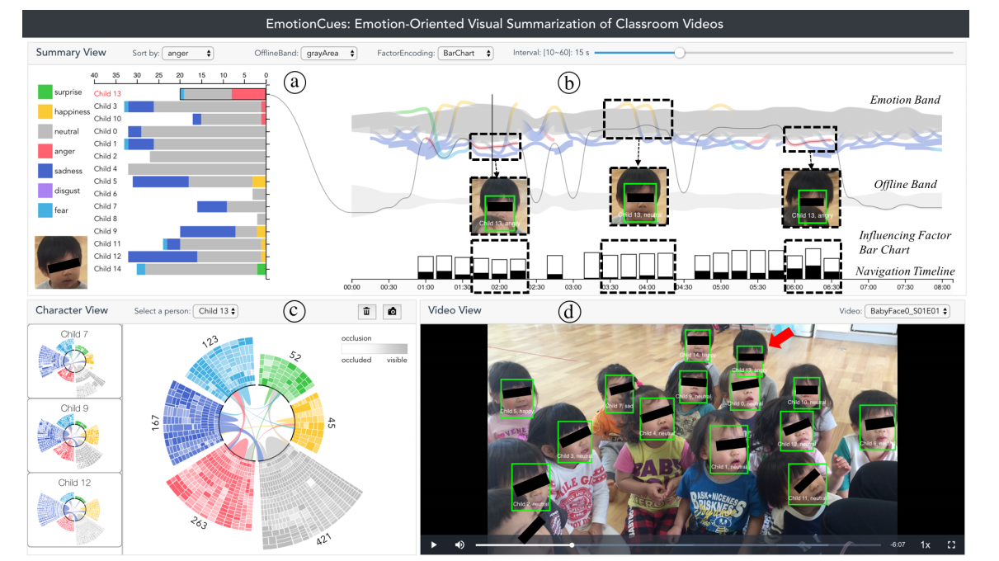 EmotionCues: Emotion-Oriented Visual Summarization of Classroom Videos
Summary View
Sort by: anger
OfflineBand: grayArea
FactorEncoding: BarChart
Interval: [10~60]: 15 s
surprise
happiness
neutral
anger
sadness
disgust
fear
40 35 30 25 20 15 10 5 0
Child 13
Child 3
Child 10
Child 0
Child 1
Child 2
Child 4
Child 5
Child 6
Child 7
Child 8
Child 9
Child 11
Child 12
Child 14
a
b
Emotion Band
Offline Band
Influencing Factor
Bar Chart
Navigation Timeline
Child 13, angry
Child 13, neutral
Child 13, angry
00:00 00:30 01:00 01:30 02:00 02:30 03:00 03:30 04:00 04:30 05:00 05:30 06:00 06:30 07:00 07:30 08:00
Character View
Select a person: Child 13
c
Child 7
Child 9
Child 12
occlusion
occluded visible
123
52
45
421
263
167
Video View
d
Video: BabyFace0_S01E01
Child 14, happy
Child 13, angry
Child 5, happy
Child 7, sad
Child 8, neutral
Child 0, neutral
Child 10, neutral
Child 4, neutral
Child 3, neutral
Child 1, neutral
Child 12, neutral
Child 6, neutral
Child 2, neutral
Child 11, neutral
-6:07
1x